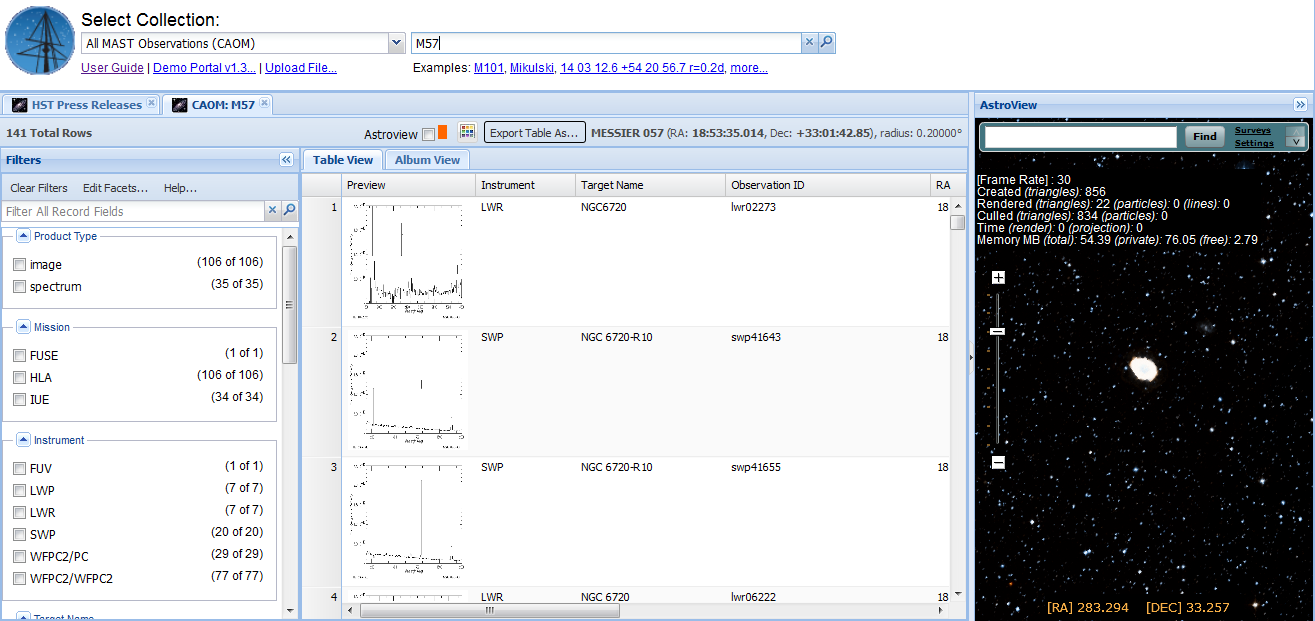 Select Collection:
All MAST Observations (CAOM)
M57
User Guide | Demo Portal v1.3... | Upload File...
Examples: M101, Mikulski, 14 03 12.6 +54 20 56.7 r=0.2d, more...
HST Press Releases
CAOM: M57
141 Total Rows
Astroview
Export Table As...
MESSIER 057 (RA: 18:53:35.014, Dec: +33:01:42.85), radius: 0.20000°
Filters
Clear Filters Edit Facets... Help...
Filter All Record Fields
Product Type
image (106 of 106)
spectrum (35 of 35)
Mission
FUSE (1 of 1)
HLA (106 of 106)
IUE (34 of 34)
Instrument
FUV (1 of 1)
LWP (7 of 7)
LWR (7 of 7)
SWP (20 of 20)
WFPC2/PC (29 of 29)
WFPC2/WFPC2 (77 of 77)
Target Name
Table View Album View
Preview Instrument Target Name Observation ID RA
1 LWR NGC6720 lwr02273 18
2 SWP NGC 6720-R10 swp41643 18
3 SWP NGC 6720-R10 swp41655 18
4 LWR NGC 6720 lwr06222 18
AstroView
Find
Surveys
Settings
V
[Frame Rate] : 30
Created (triangles): 856
Rendered (triangles): 22 (particles): 0 (lines): 0
Culled (triangles): 834 (particles): 0
Time (render): 0 (projection): 0
Memory MB (total): 54.39 (private): 76.05 (free): 2.79
[RA] 283.294 [DEC] 33.257